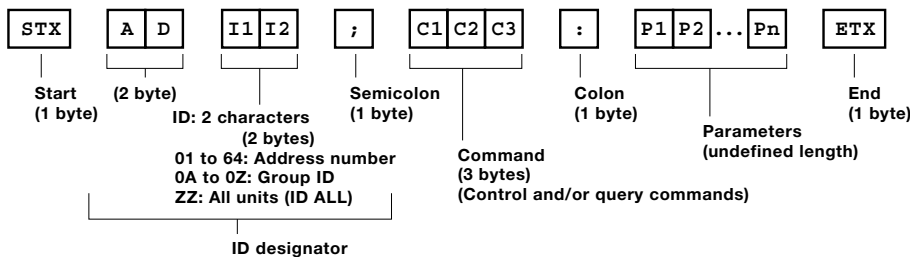 STX A D I1 I2 ; C1 C2 C3 : P1 P2 ... Pn ETX
Start (2 byte) Semicolon Colon End
(1 byte) (1 byte) (1 byte) (1 byte)
ID: 2 characters
(2 bytes)
01 to 64: Address number
0A to 0Z: Group ID
ZZ: All units (ID ALL)
Command
(3 bytes)
(Control and/or query commands)
Parameters
(undefined length)
ID designator